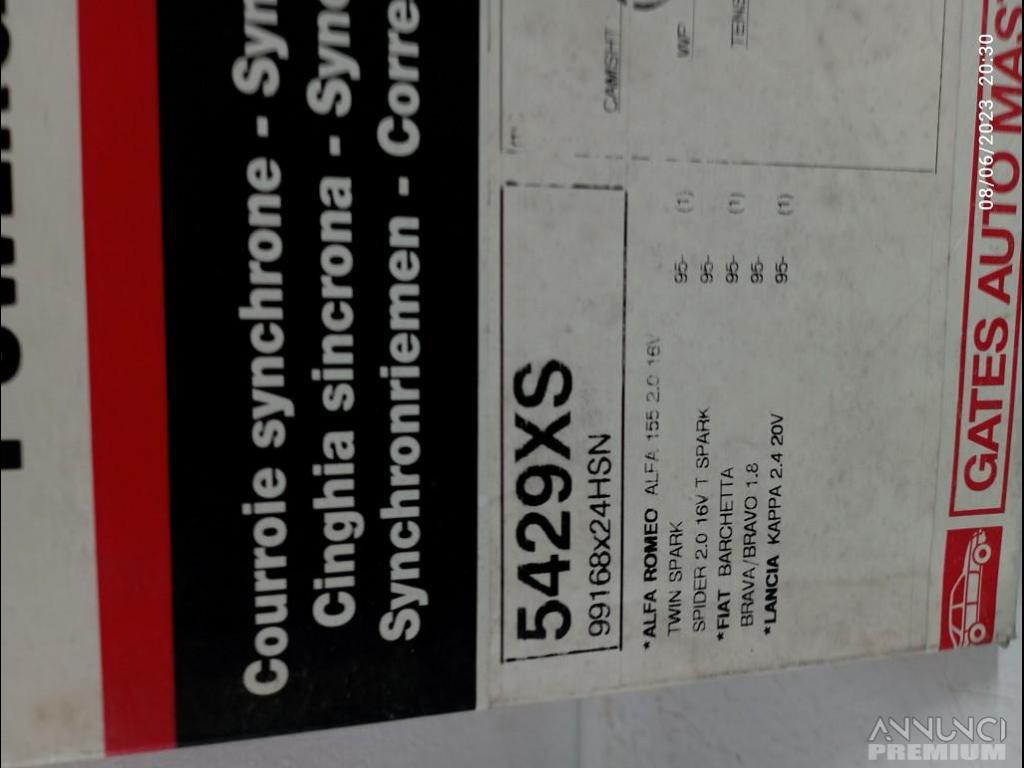 Courroie synchrone - Syn
Cinghia sincrona - Sync
Synchronriemen - Corre
CAMSHT
WP
TENS
5429XS
99168x24HSN
*ALFA ROMEO ALFA 155 2.0 16V
TWIN SPARK 95- (1)
SPIDER 2.0 16V T SPARK 95-
*FIAT BARCHETTA 95- (1)
BRAVA/BRAVO 1.8 95-
*LANCIA KAPPA 2.4 20V 95- (1)
GATES AUTO MAS
08/06/2023 20:30
ANNUNCI
PREMIUM